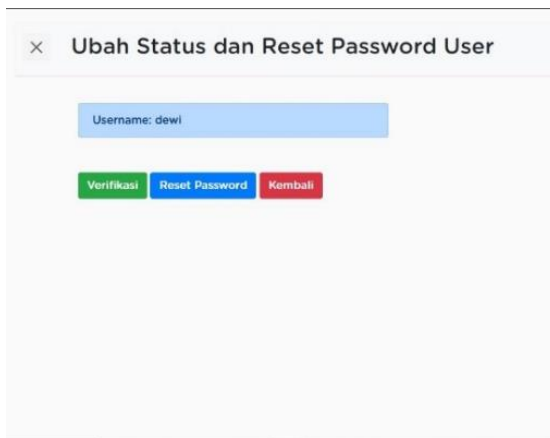 × Ubah Status dan Reset Password User
Username: dewi
Verifikasi Reset Password Kembali